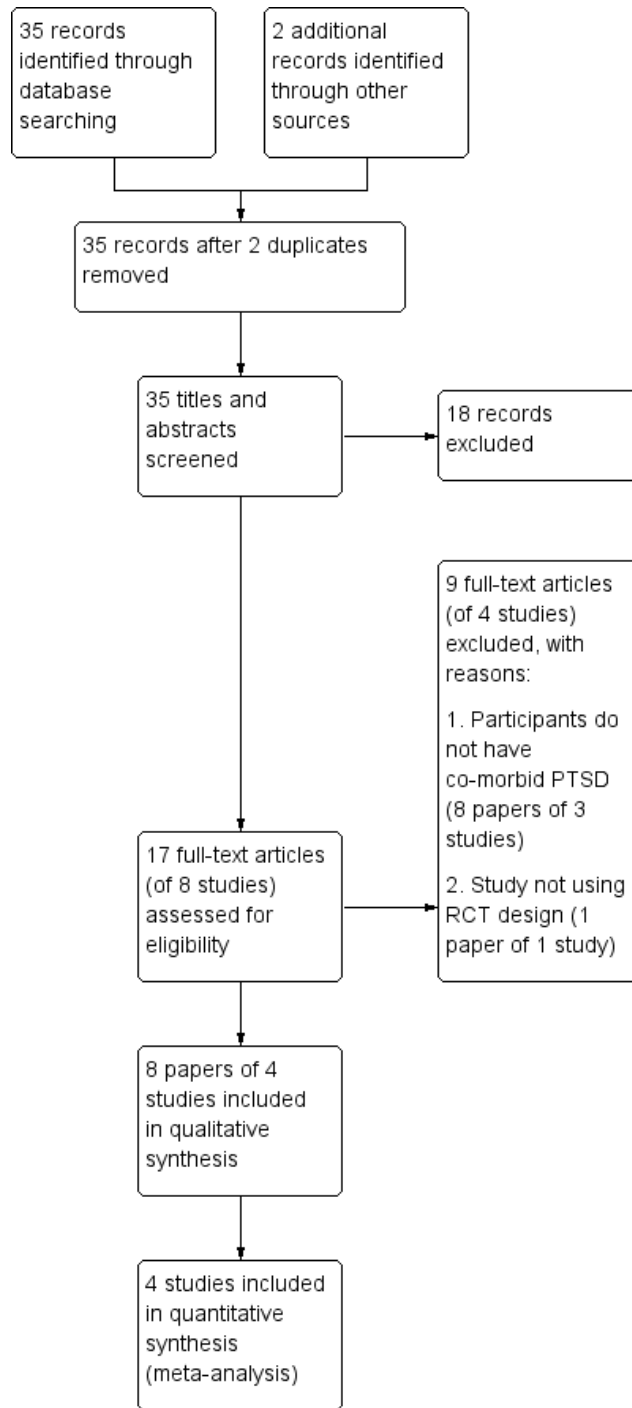 35 records
identified through
database
searching
2 additional
records identified
through other
sources
35 records after 2 duplicates
removed
35 titles and
abstracts
screened
18 records
excluded
9 full-text articles
(of 4 studies)
excluded, with
reasons:
1. Participants do
not have
co-morbid PTSD
(8 papers of 3
studies)
2. Study not using
RCT design (1
paper of 1 study)
17 full-text articles
(of 8 studies)
assessed for
eligibility
8 papers of 4
studies included
in qualitative
synthesis
4 studies included
in quantitative
synthesis
(meta-analysis)